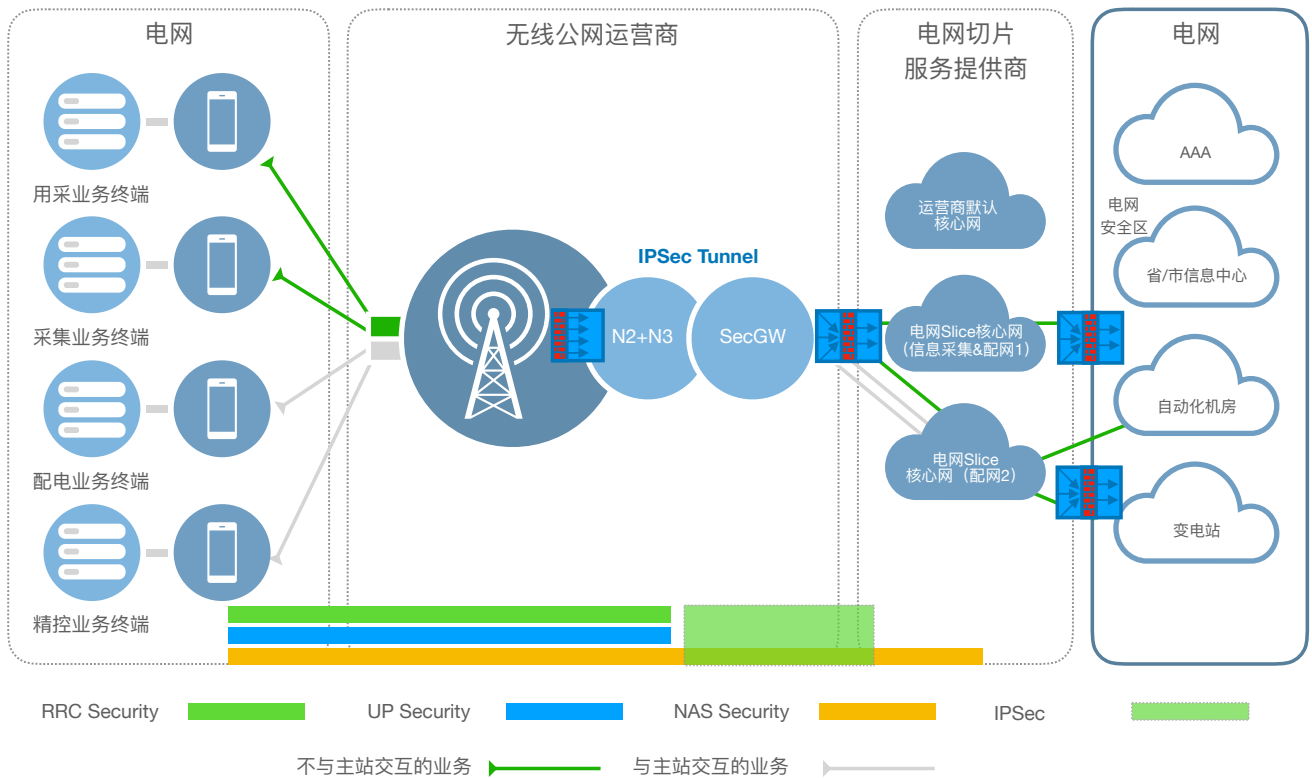 电网
无线公网运营商
电网切片
服务提供商
电网
用采业务终端
采集业务终端
配电业务终端
精控业务终端
IPSec Tunnel
N2+N3
SecGW
运营商默认
核心网
电网Slice核心网
（信息采集&配网1）
电网Slice
核心网（配网2）
AAA
电网
安全区
省/市信息中心
自动化机房
变电站
RRC Security
UP Security
NAS Security
IPSec
不与主站交互的业务
与主站交互的业务